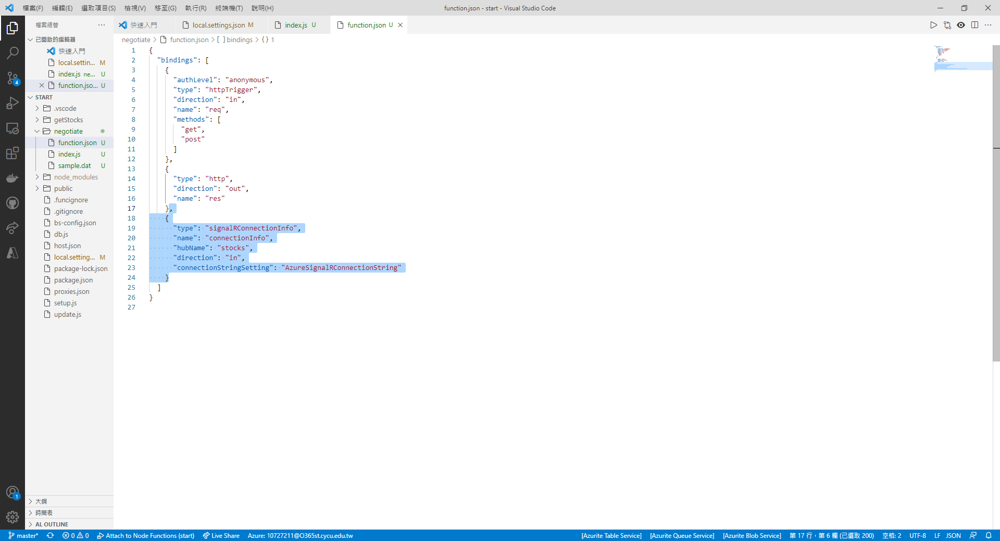 檔案(F) 編輯(E) 選取項目(S) 檢視(V) 移至(G) 執行(R) 終端機(T) 說明(H) function.json - start - Visual Studio Code
檔案總管 ···
已開啟的編輯器
快速入門
local.settin... M
index.js ne... U
function.jso... U
START
.vscode
getStocks
negotiate
function.json U
index.js U
sample.dat U
node_modules
public
.funcignore
.gitignore
bs-config.json
db.js
host.json
local.setting... M
package-lock.json
package.json
proxies.json
setup.js
update.js
大綱
時間表
AL OUTLINE
4
1
快速入門 local.settings.json M index.js U function.json U
negotiate > function.json > [ ] bindings > {} 1
1 {
2 "bindings": [
3 {
4 "authLevel": "anonymous",
5 "type": "httpTrigger",
6 "direction": "in",
7 "name": "req",
8 "methods": [
9 "get",
10 "post"
11 ]
12 },
13 {
14 "type": "http",
15 "direction": "out",
16 "name": "res"
17 },
18 {
19 "type": "signalRConnectionInfo",
20 "name": "connectionInfo",
21 "hubName": "stocks",
22 "direction": "in",
23 "connectionStringSetting": "AzureSignalRConnectionString"
24 }
25 ]
26 }
27
master* 0 0 Attach to Node Functions (start) Live Share Azure: 10727211@O365st.cycu.edu.tw [Azurite Table Service] [Azurite Queue Service] [Azurite Blob Service] 第 17 行，第 6 欄 (已選取 200) 空格: 2 UTF-8 LF JSON